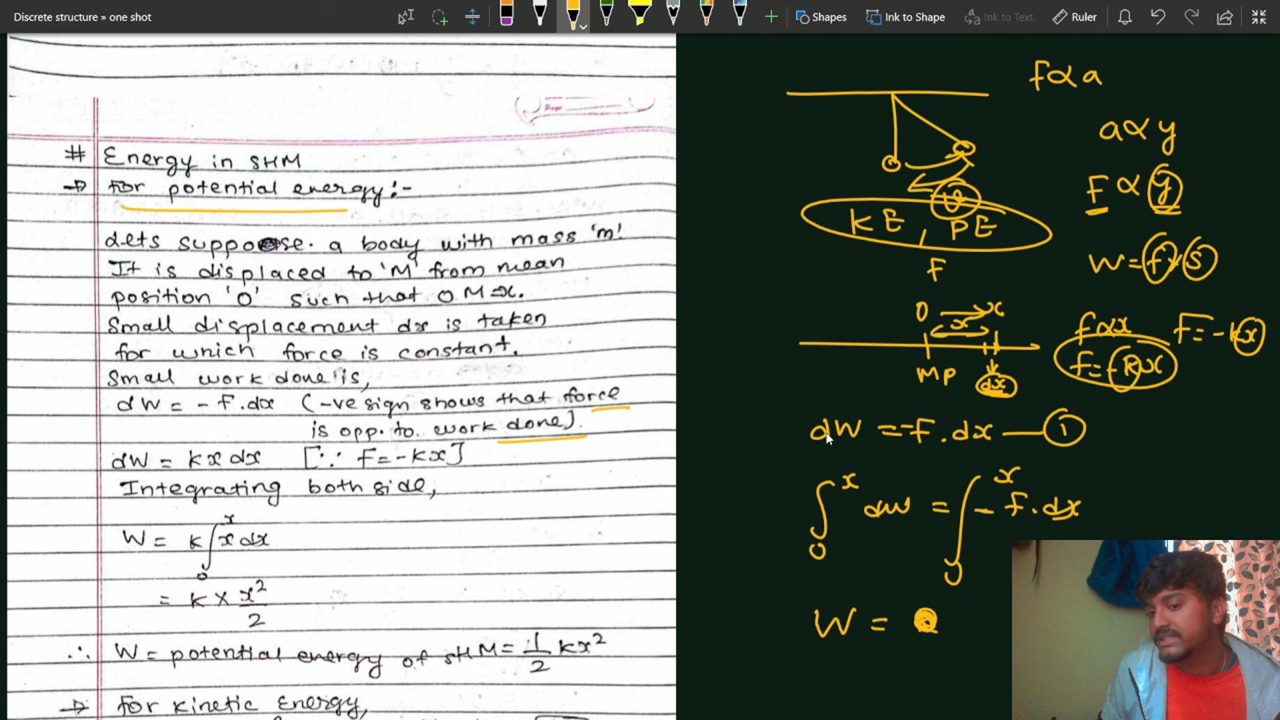 Discrete structure » one shot
Shapes
Ink to Shape
Ink to Text
Ruler
# Energy in SHM
→ for potential energy:-
Lets suppose. a body with mass 'm'.
It is displaced to 'M' from mean
position 'O' such that OM=x.
Small displacement dx is taken
for which force is constant.
Small work done is,
dW = -F.dx (-ve sign shows that force
is opp. to. work done).
dW = kx dx [∵ F=-kx]
Integrating both side,
W = k∫₀ˣ x dx
= k × x²/2
∴ W = potential energy of SHM = 1/2 kx²
→ for kinetic energy,
f∝a
a∝y
F∝y
KE, PE
W = f×s
F
O → x
x
MP
dx
f∝x
F=-kx
dW = -F.dx — ①
∫₀ˣ dW = ∫₀ˣ -F.dx
W =